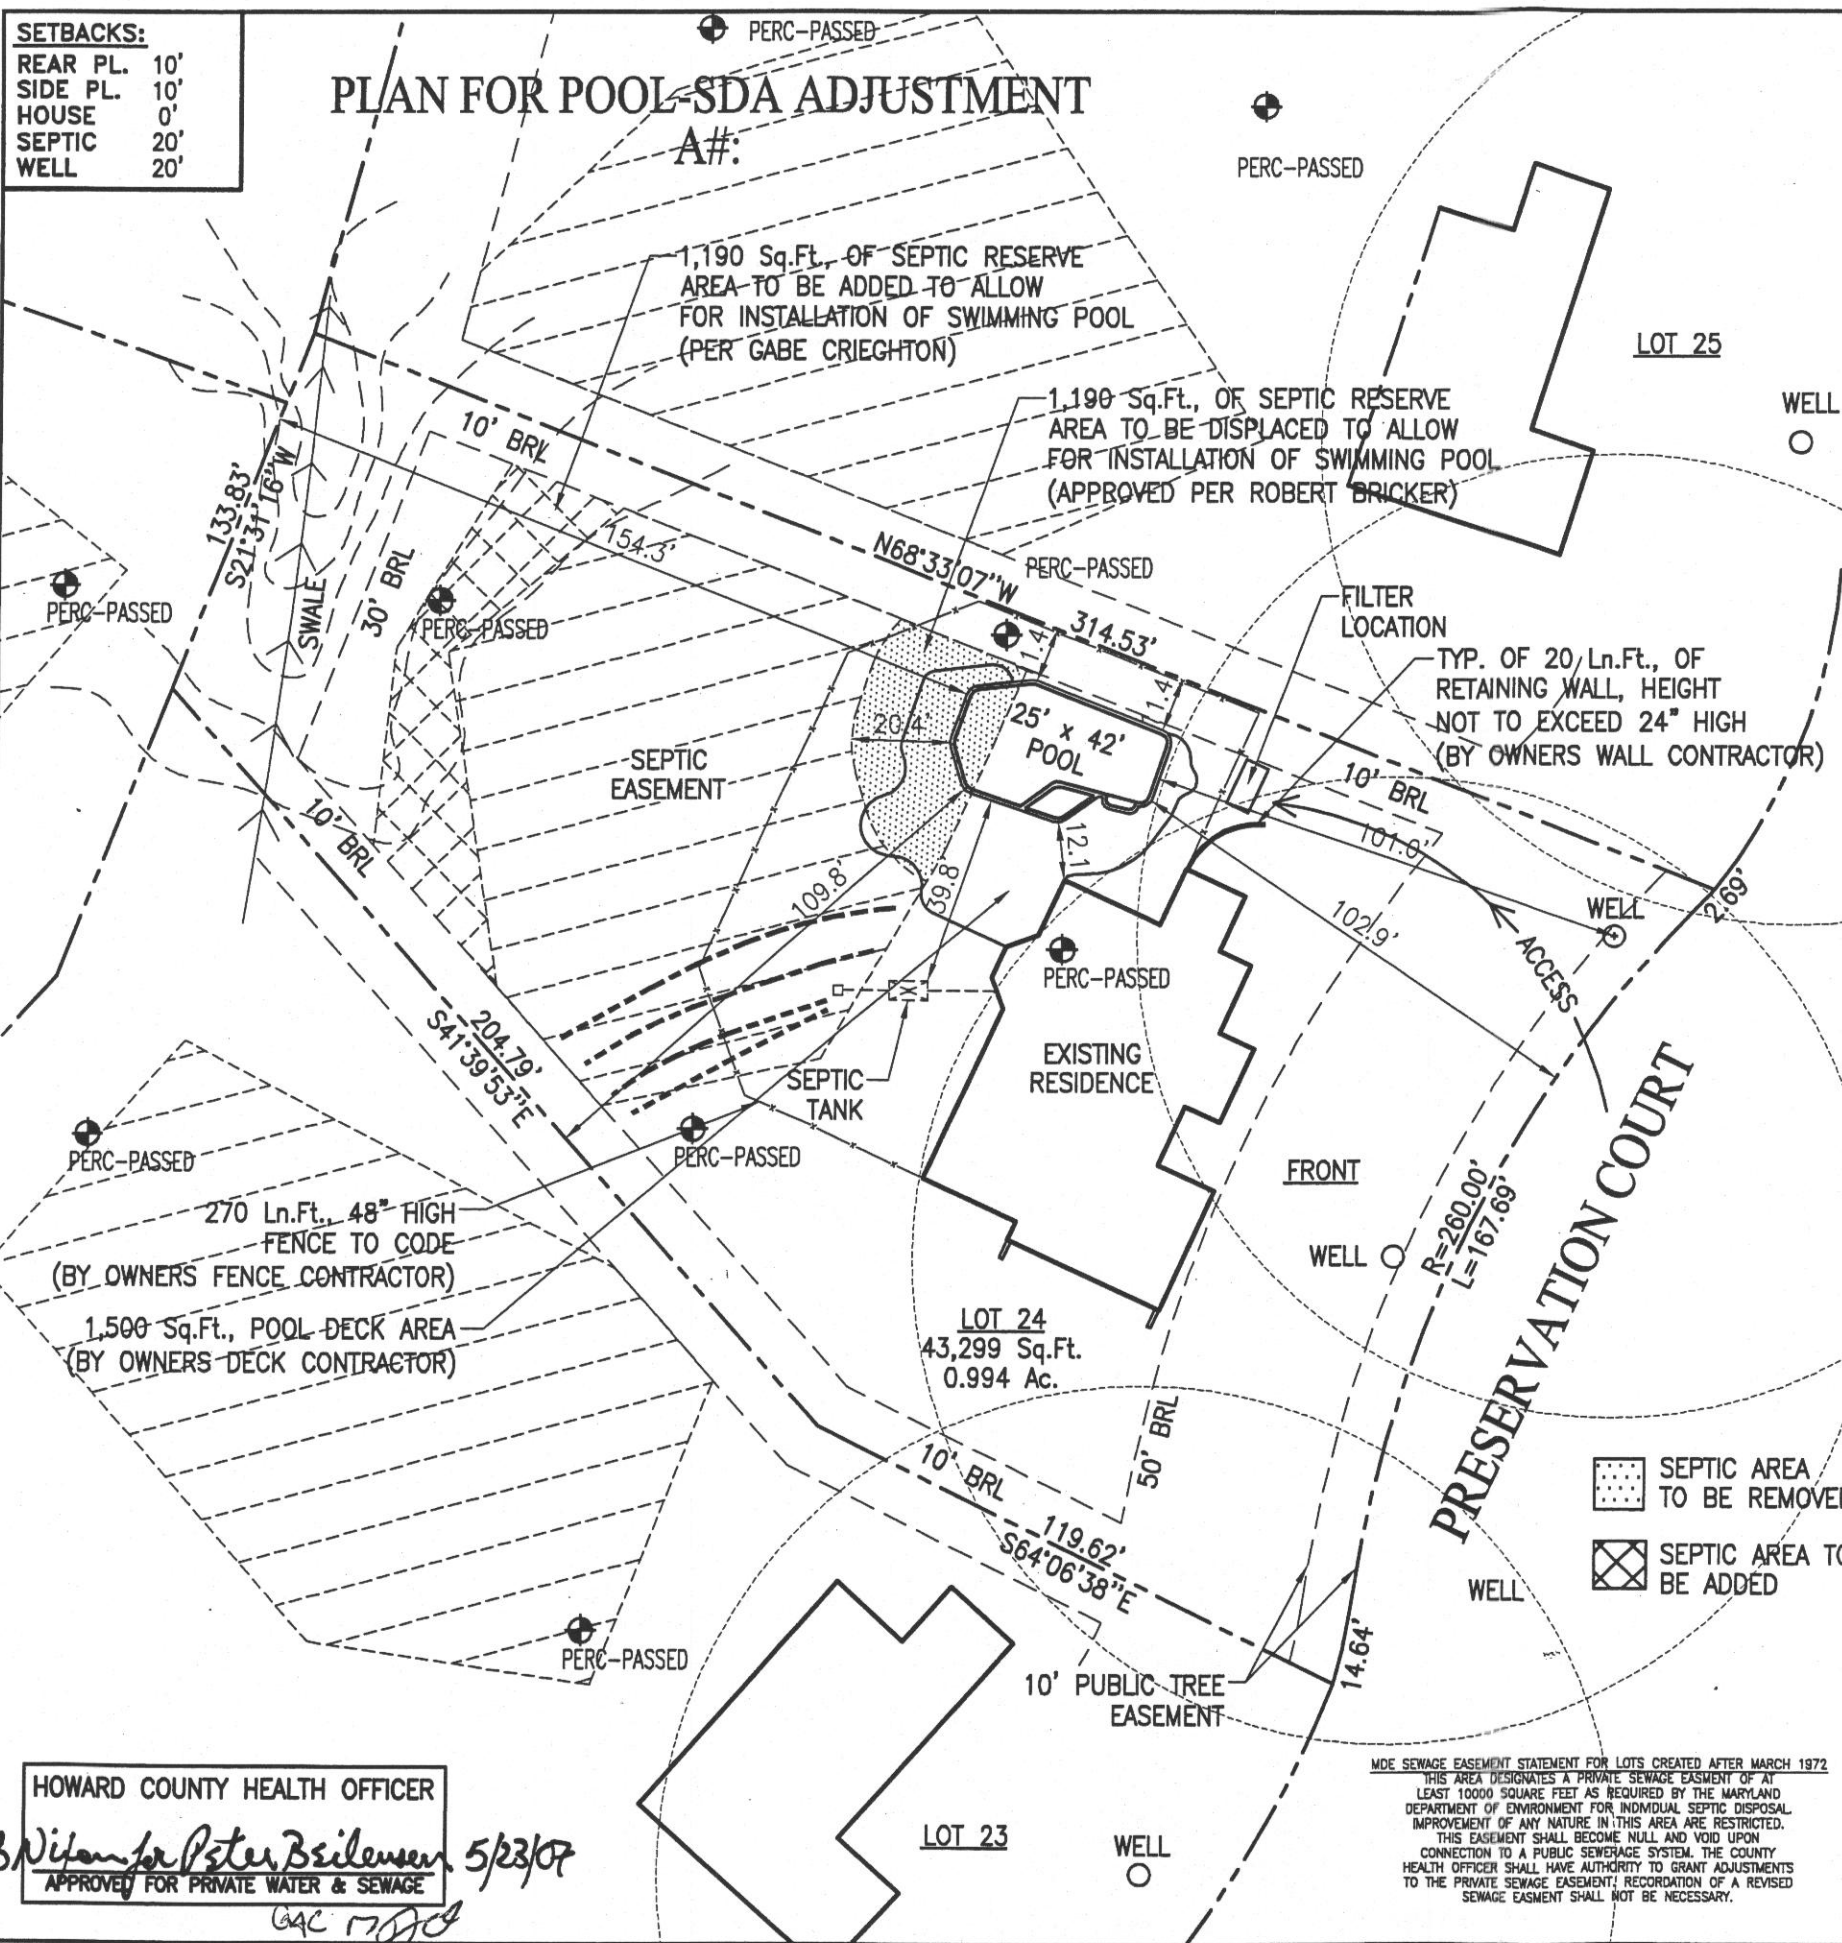 SETBACKS:
REAR PL. 10'
SIDE PL. 10'
HOUSE 0'
SEPTIC 20'
WELL 20'
PERC-PASSED
PLAN FOR POOL-SDA ADJUSTMENT
A#:
PERC-PASSED
1,190 Sq.Ft., OF SEPTIC RESERVE
AREA TO BE ADDED TO ALLOW
FOR INSTALLATION OF SWIMMING POOL
(PER GABE CRIEGHTON)
LOT 25
WELL
1,190 Sq.Ft., OF SEPTIC RESERVE
AREA TO BE DISPLACED TO ALLOW
FOR INSTALLATION OF SWIMMING POOL
(APPROVED PER ROBERT BRICKER)
10' BRL
133.83'
S21°31'16"W
154.3'
N68°33'07"W
314.53'
PERC-PASSED
PERC-PASSED
SWALE
30' BRL
PERC-PASSED
FILTER
LOCATION
TYP. OF 20 Ln.Ft., OF
RETAINING WALL, HEIGHT
NOT TO EXCEED 24" HIGH
(BY OWNERS WALL CONTRACTOR)
11.4
11.4
20.4'
25' x 42'
POOL
SEPTIC
EASEMENT
10' BRL
10' BRL
12.1
101.0'
109.8'
39.8'
102.9'
WELL
2.69'
ACCESS
PERC-PASSED
204.79'
S41°39'53"E
EXISTING
RESIDENCE
SEPTIC
TANK
PERC-PASSED
PERC-PASSED
FRONT
PRESERVATION COURT
R=260.00'
L=167.69'
WELL
270 Ln.Ft., 48" HIGH
FENCE TO CODE
(BY OWNERS FENCE CONTRACTOR)
1,500 Sq.Ft., POOL DECK AREA
(BY OWNERS DECK CONTRACTOR)
LOT 24
43,299 Sq.Ft.
0.994 Ac.
50' BRL
10' BRL
119.62'
S64°06'38"E
SEPTIC AREA
TO BE REMOVED
SEPTIC AREA TO
BE ADDED
WELL
14.64'
PERC-PASSED
10' PUBLIC TREE
EASEMENT
LOT 23
WELL
HOWARD COUNTY HEALTH OFFICER
B Nixon for Peter Beilenson 5/23/07
APPROVED FOR PRIVATE WATER & SEWAGE
GAC
MDE SEWAGE EASEMENT STATEMENT FOR LOTS CREATED AFTER MARCH 1972
THIS AREA DESIGNATES A PRIVATE SEWAGE EASMENT OF AT
LEAST 10000 SQUARE FEET AS REQUIRED BY THE MARYLAND
DEPARTMENT OF ENVIRONMENT FOR INDIVIDUAL SEPTIC DISPOSAL.
IMPROVEMENT OF ANY NATURE IN THIS AREA ARE RESTRICTED.
THIS EASEMENT SHALL BECOME NULL AND VOID UPON
CONNECTION TO A PUBLIC SEWERAGE SYSTEM. THE COUNTY
HEALTH OFFICER SHALL HAVE AUTHORITY TO GRANT ADJUSTMENTS
TO THE PRIVATE SEWAGE EASEMENT. RECORDATION OF A REVISED
SEWAGE EASMENT SHALL NOT BE NECESSARY.